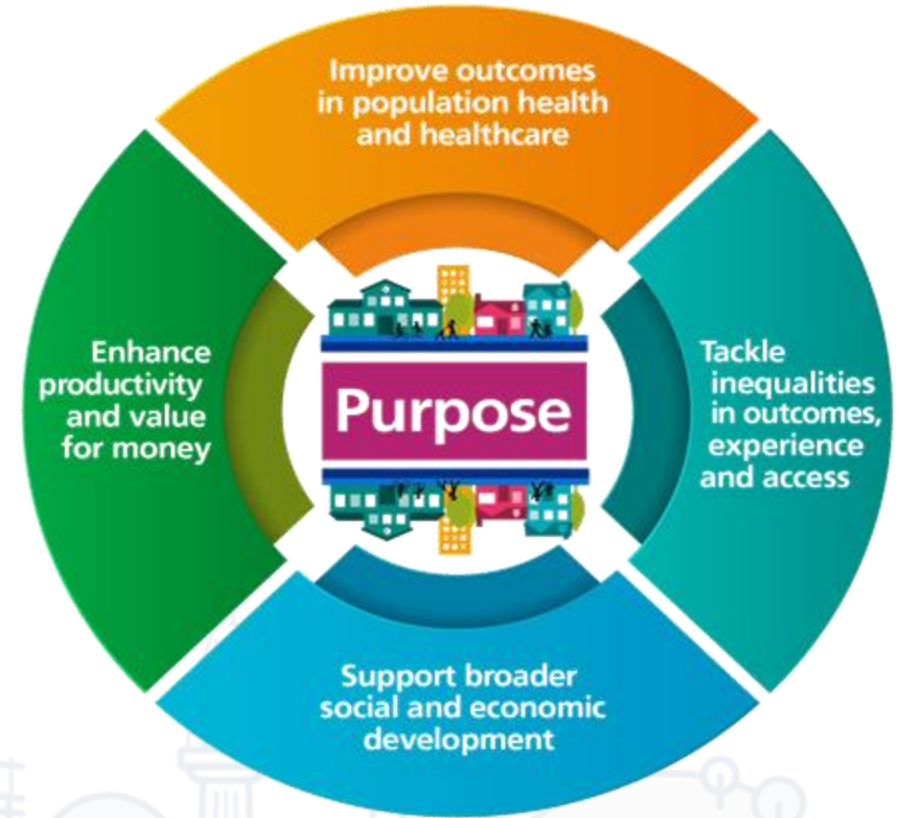 Improve outcomes
in population health
and healthcare
Enhance
productivity
and value
for money
Purpose
Tackle
inequalities
in outcomes,
experience
and access
Support broader
social and economic
development